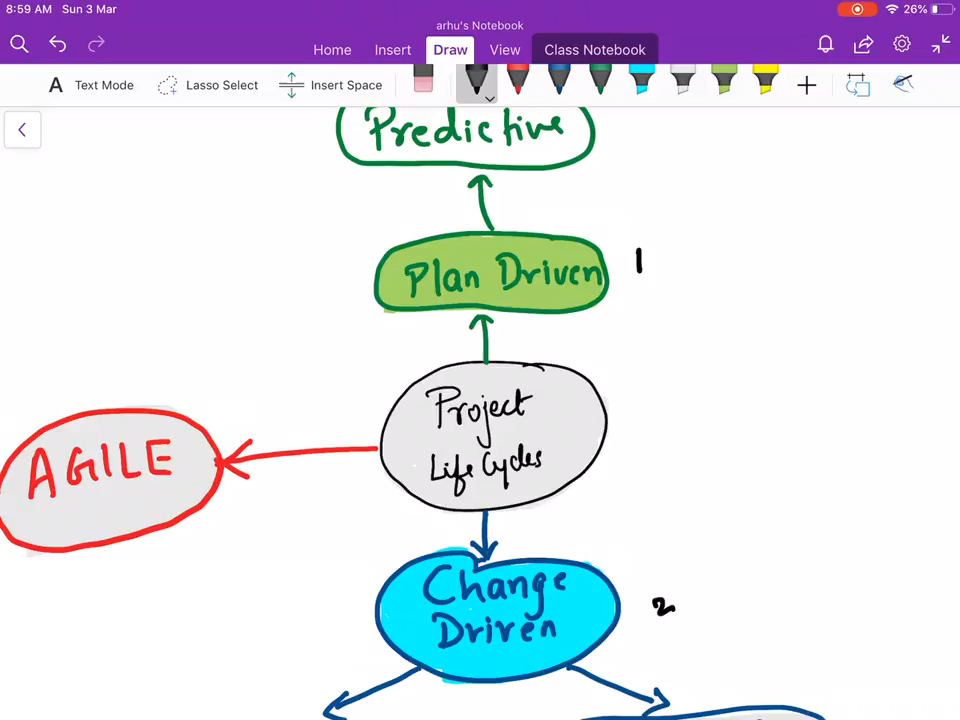 8:59 AM Sun 3 Mar
26%
arhu's Notebook
Home Insert Draw View Class Notebook
A Text Mode Lasso Select Insert Space
Predictive
Plan Driven 1
Project
Life Cycles
AGILE
Change
Driven
2